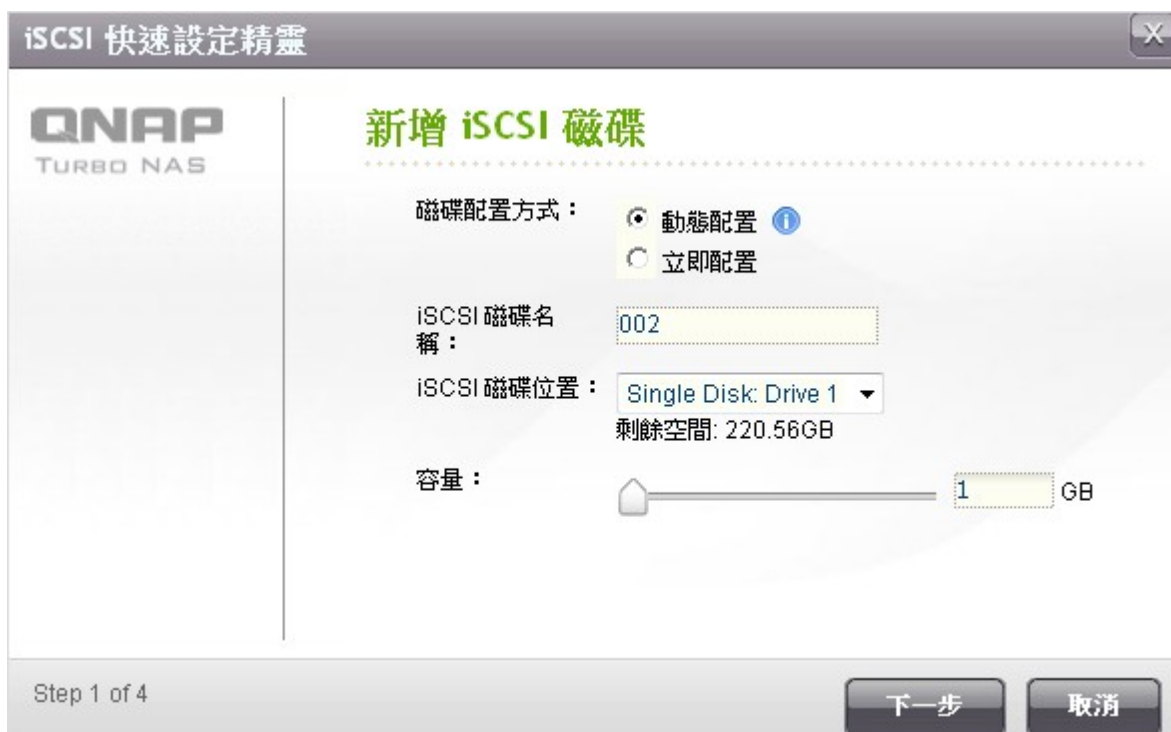 iSCSI 快速設定精靈
QNAP
TURBO NAS
新增 iSCSI 磁碟
磁碟配置方式：
動態配置
立即配置
iSCSI 磁碟名
稱：
002
iSCSI 磁碟位置：
Single Disk: Drive 1
剩餘空間: 220.56GB
容量：
1 GB
Step 1 of 4
下一步
取消